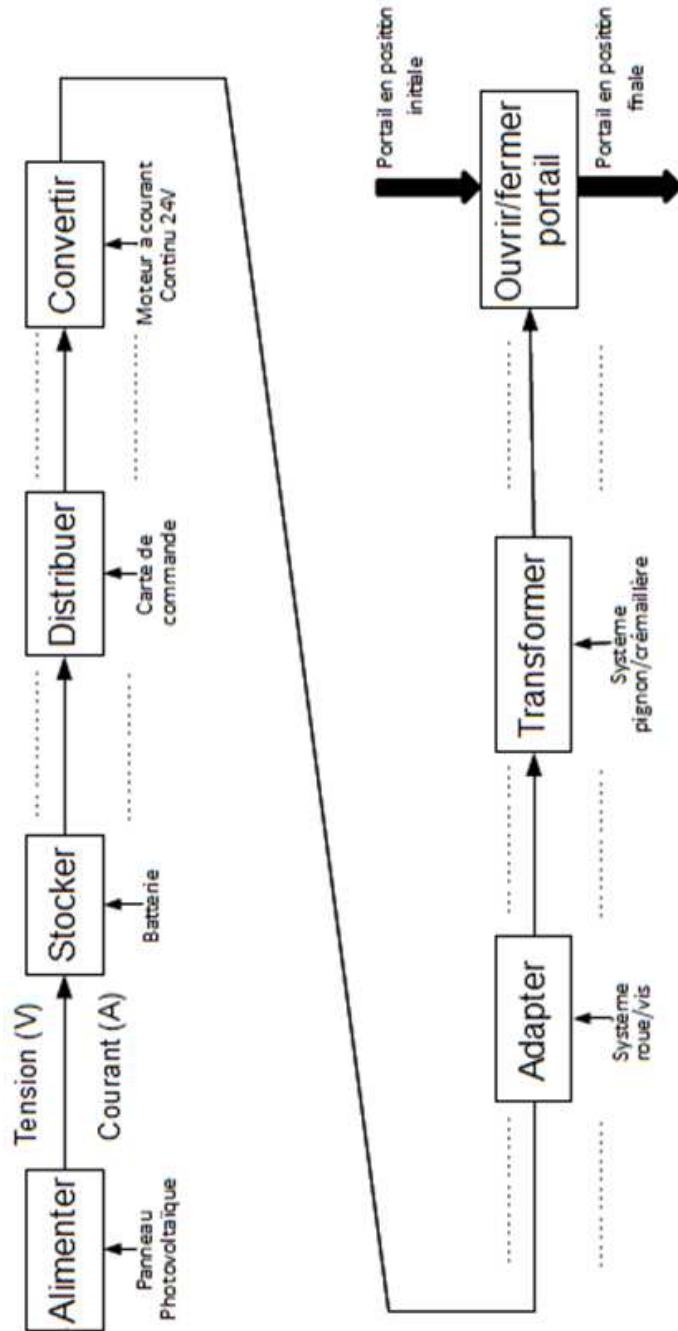 Alimenter
Panneau
Photovoltaïque
Tension (V)
Courant (A)
Stocker
Batterie
Distribuer
Carte de
commande
Convertir
Moteur a courant
Continu 24V
Adapter
Système
roue/vis
Transformer
Système
pignon/crémaillère
Portail en position
initiale
Ouvrir/fermer
portail
Portail en position
fnale